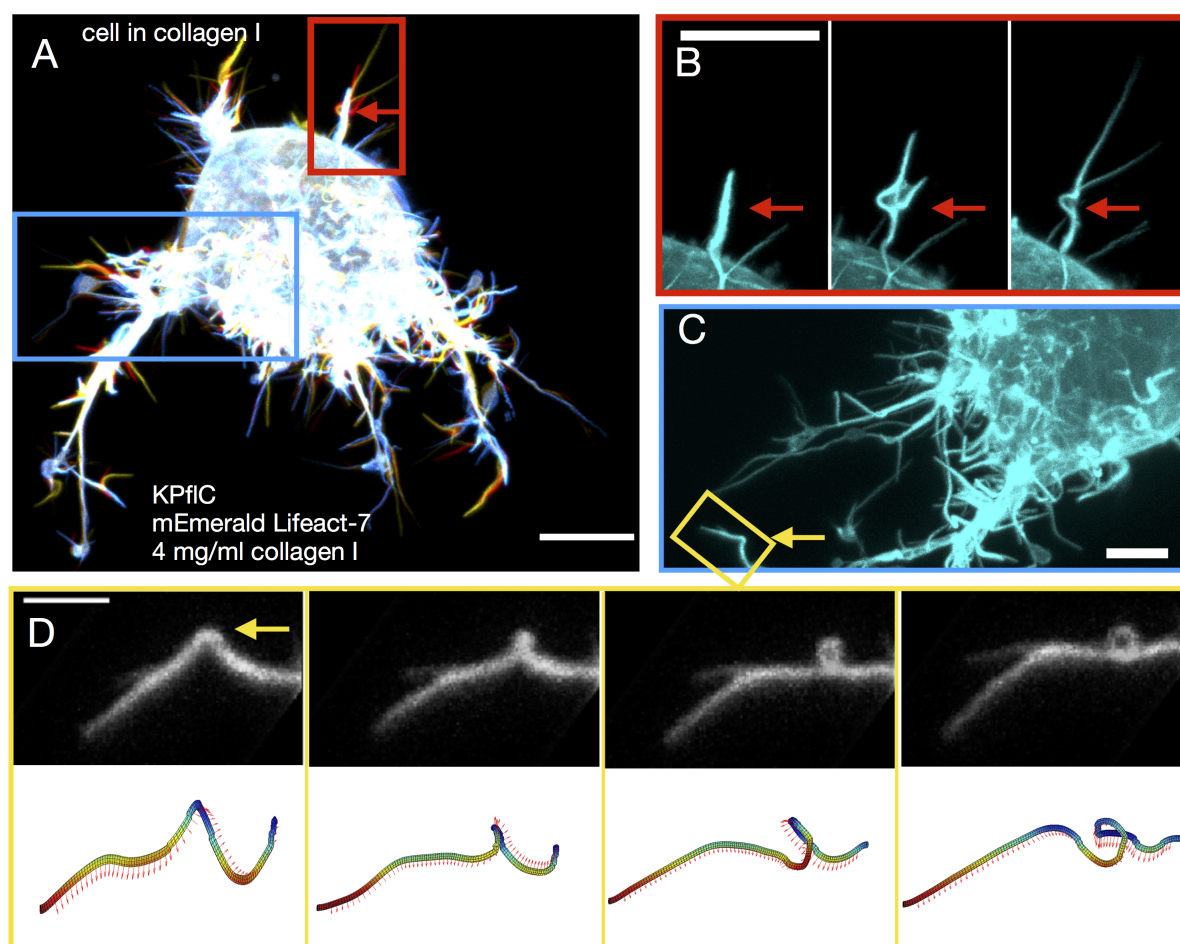 cell in collagen I
A
KPflC
mEmerald Lifeact-7
4 mg/ml collagen I
B
C
D